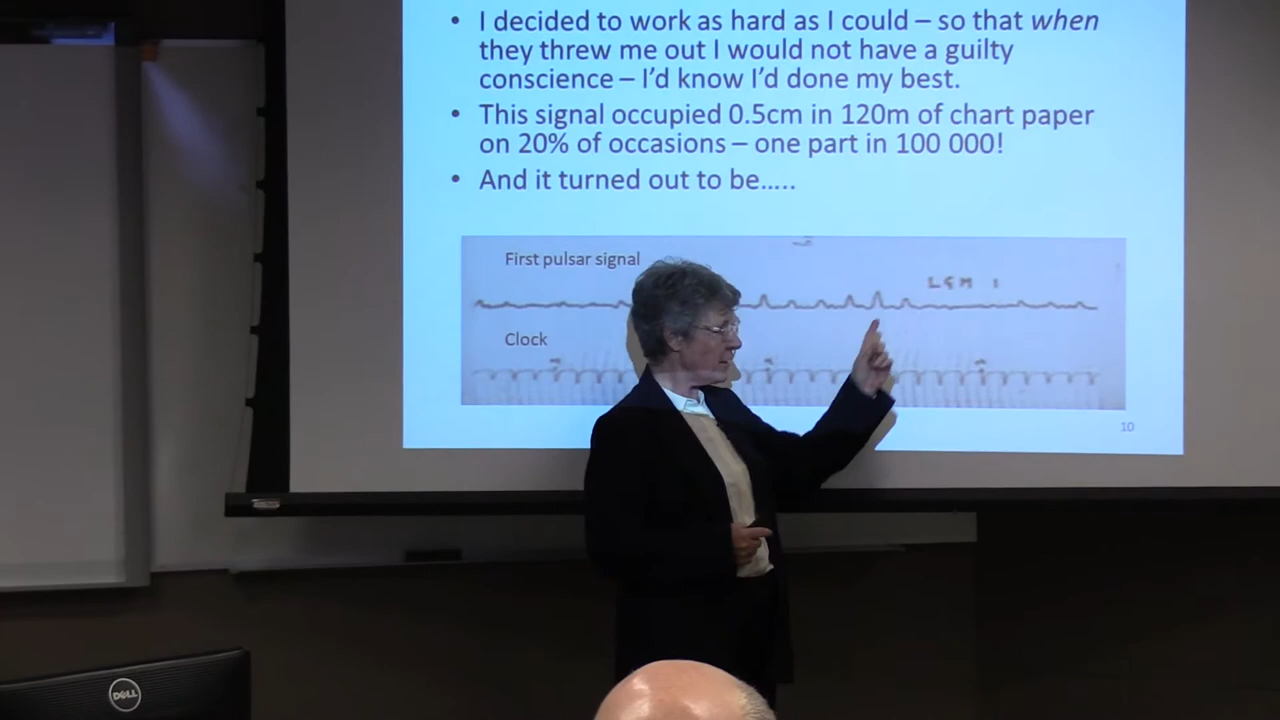 • I decided to work as hard as I could – so that when
they threw me out I would not have a guilty
conscience – I’d know I’d done my best.
• This signal occupied 0.5cm in 120m of chart paper
on 20% of occasions – one part in 100 000!
• And it turned out to be…..
First pulsar signal
LGM 1
Clock
10
DELL